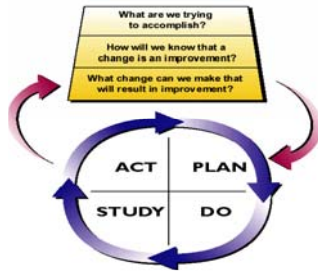 What are we trying
to accomplish?
How will we know that a
change is an improvement?
What change can we make that
will result in improvement?
ACT PLAN
STUDY DO